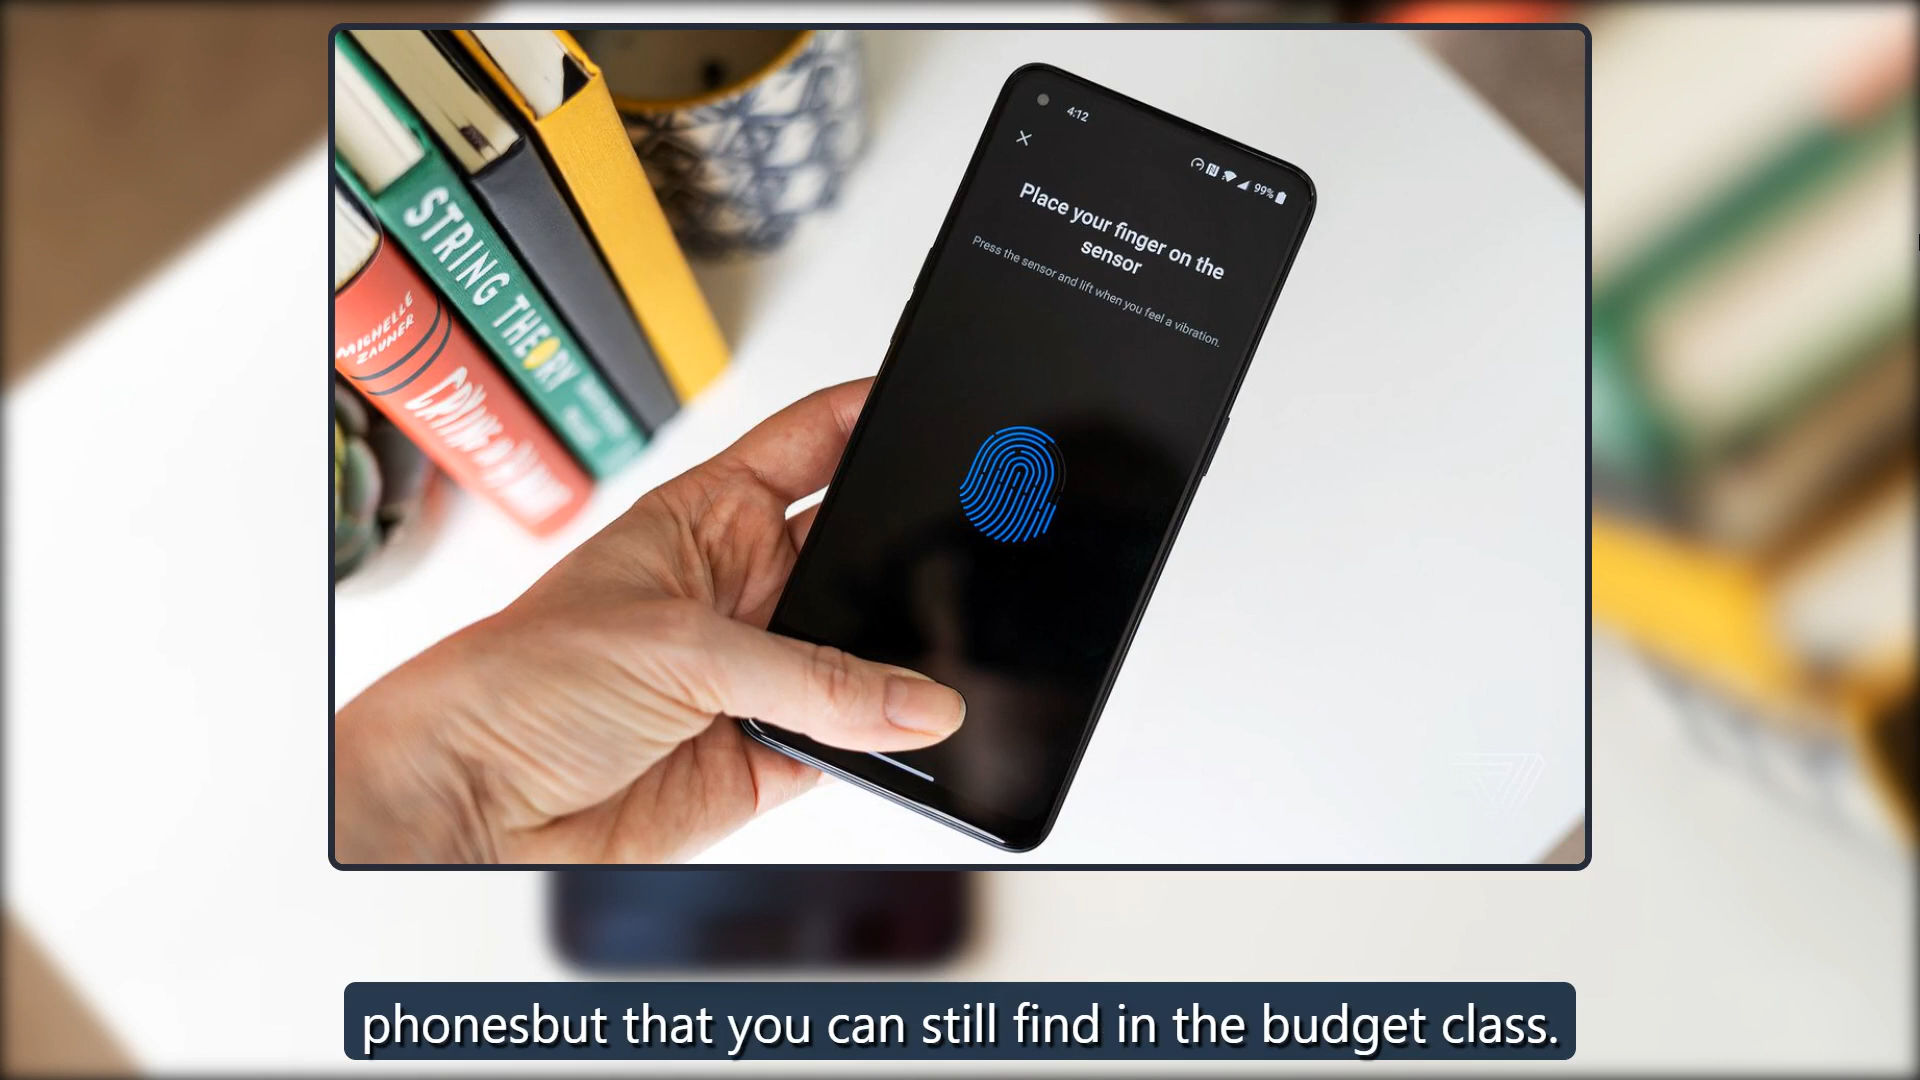 4:12
99%
Place your finger on the
sensor
Press the sensor and lift when you feel a vibration.
STRING THEORY
MICHELLE
ZAUNER
CRYING IN H MART
phonesbut that you can still find in the budget class.